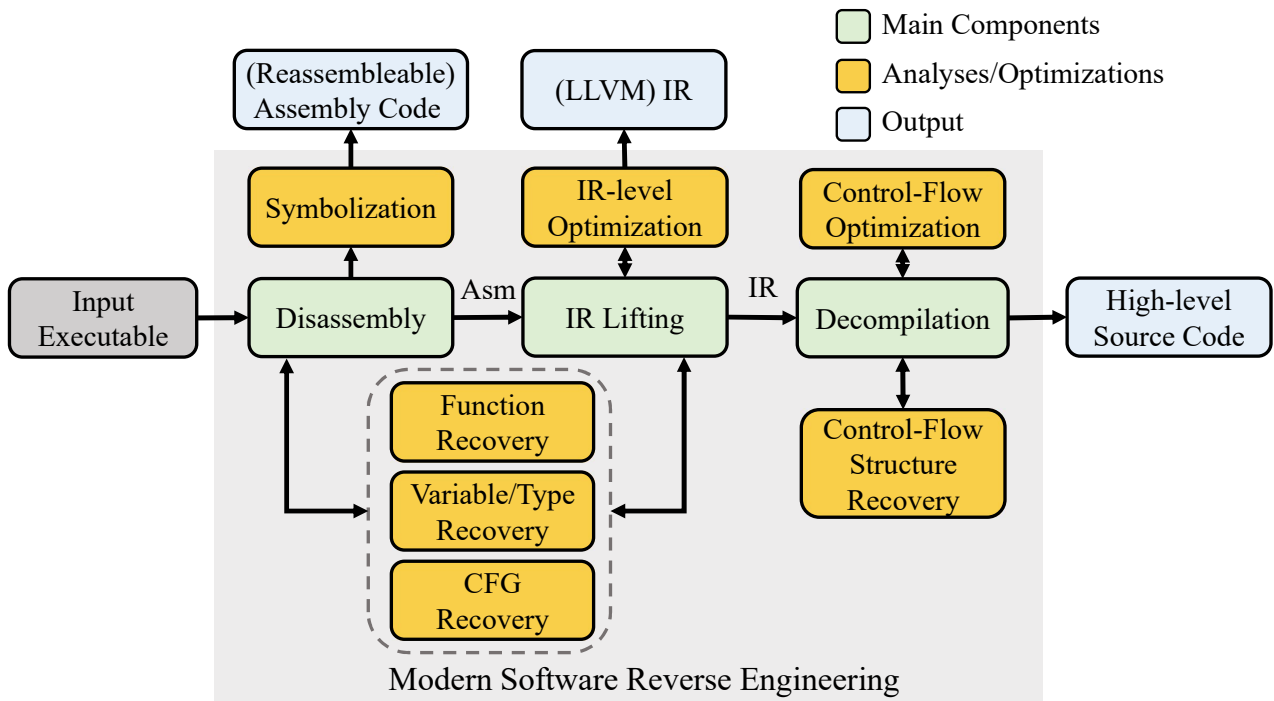 Main Components
Analyses/Optimizations
Output
(Reassembleable)
Assembly Code
(LLVM) IR
Symbolization
IR-level
Optimization
Control-Flow
Optimization
Input
Executable
Disassembly
Asm
IR Lifting
IR
Decompilation
High-level
Source Code
Function
Recovery
Variable/Type
Recovery
CFG
Recovery
Control-Flow
Structure
Recovery
Modern Software Reverse Engineering